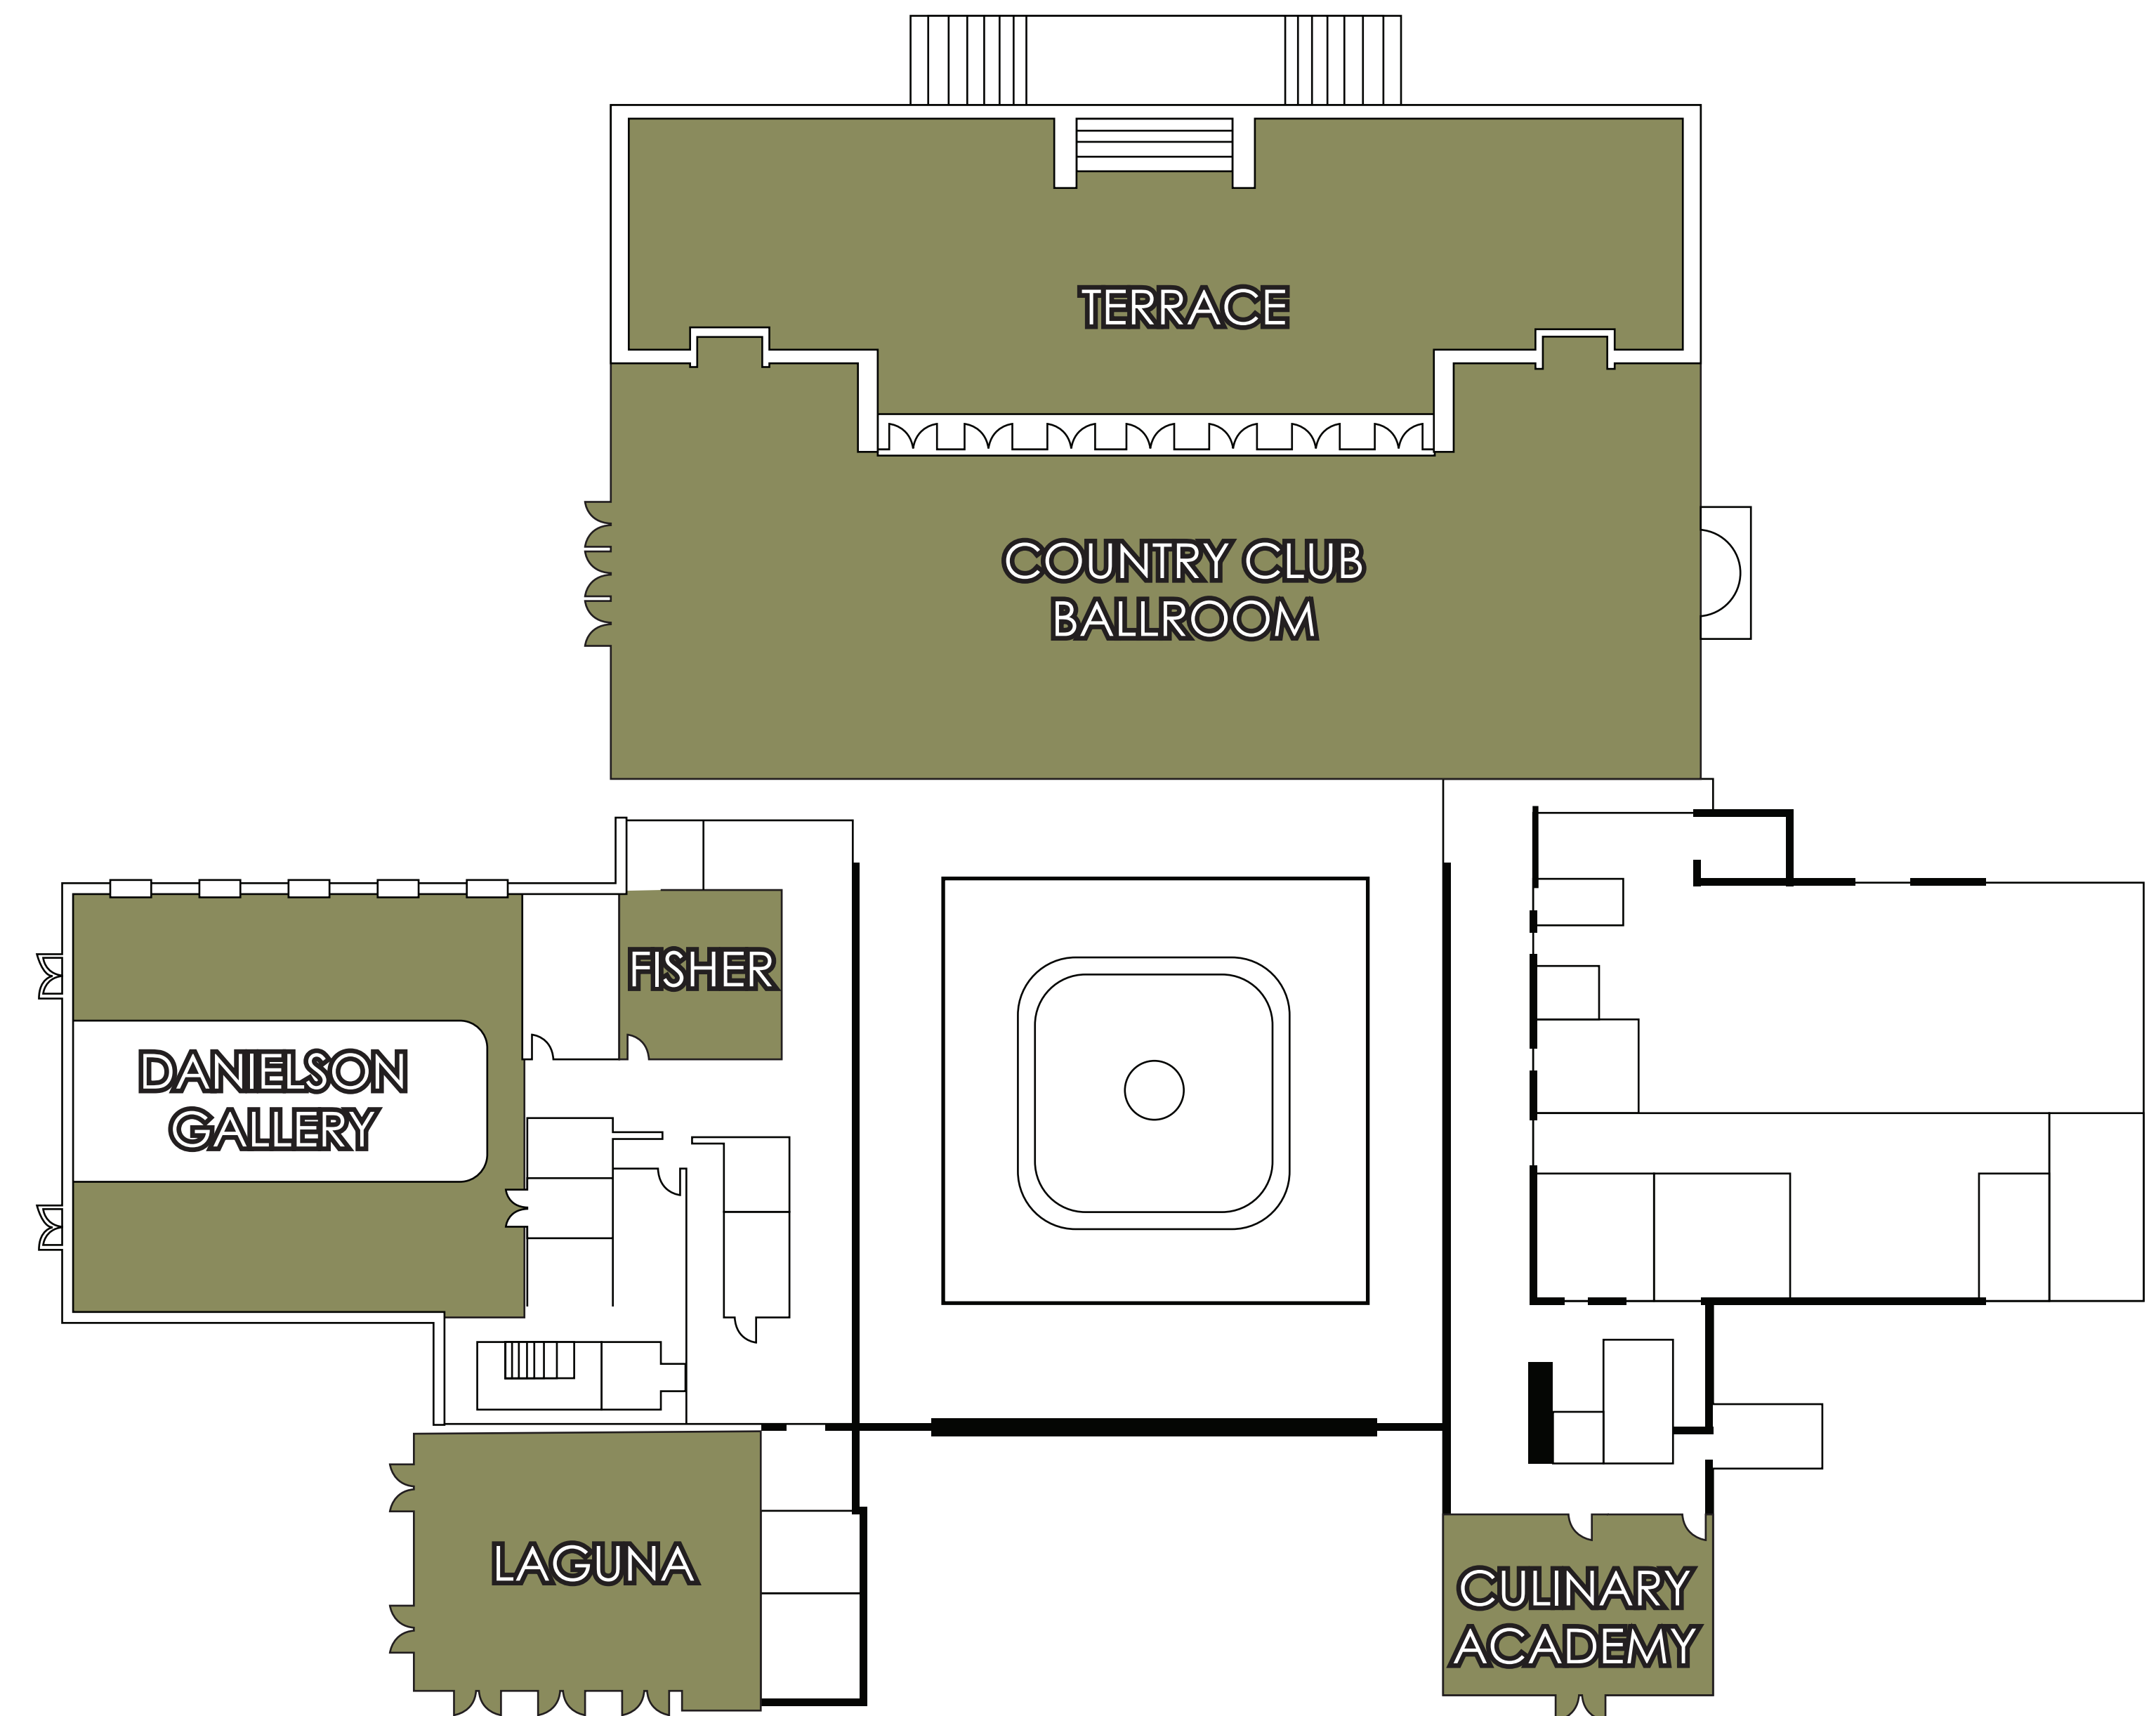 TERRACE
COUNTRY CLUB
BALLROOM
FISHER
DANIELSON
GALLERY
LAGUNA
CULINARY
ACADEMY